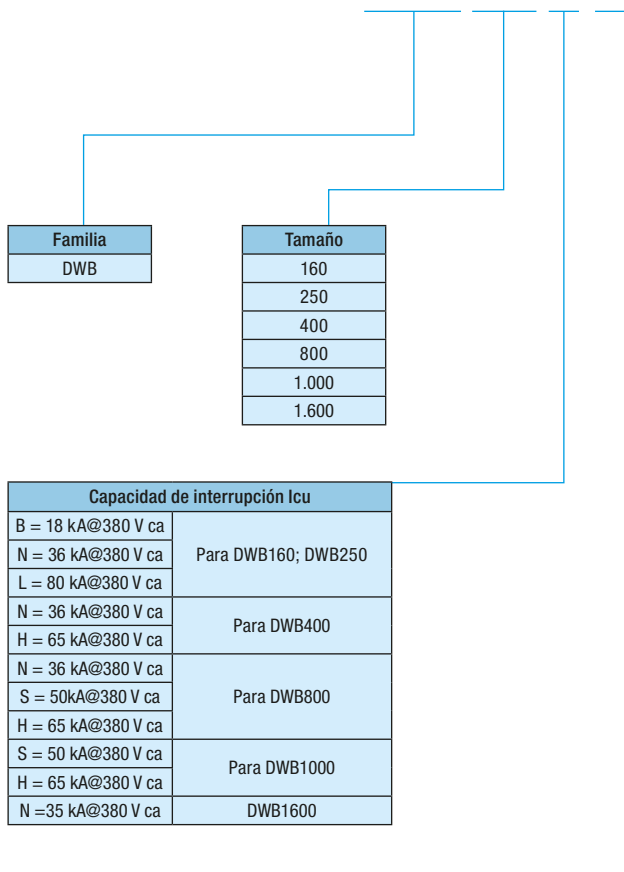 Familia
DWB
Tamaño
160
250
400
800
1.000
1.600
Capacidad de interrupción Icu
B = 18 kA@380 V ca
N = 36 kA@380 V ca
L = 80 kA@380 V ca
Para DWB160; DWB250
N = 36 kA@380 V ca
H = 65 kA@380 V ca
Para DWB400
N = 36 kA@380 V ca
S = 50kA@380 V ca
H = 65 kA@380 V ca
Para DWB800
S = 50 kA@380 V ca
H = 65 kA@380 V ca
Para DWB1000
N =35 kA@380 V ca
DWB1600